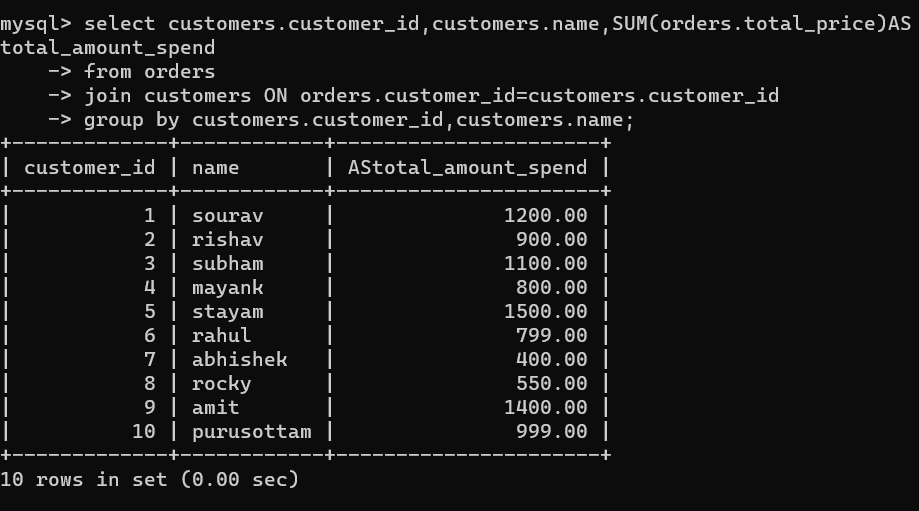 mysql> select customers.customer_id,customers.name,SUM(orders.total_price)AS
total_amount_spend
    -> from orders
    -> join customers ON orders.customer_id=customers.customer_id
    -> group by customers.customer_id,customers.name;
+-------------+------------+----------------------+
| customer_id | name       | AStotal_amount_spend |
+-------------+------------+----------------------+
|           1 | sourav     |              1200.00 |
|           2 | rishav     |               900.00 |
|           3 | subham     |              1100.00 |
|           4 | mayank     |               800.00 |
|           5 | stayam     |              1500.00 |
|           6 | rahul      |               799.00 |
|           7 | abhishek   |               400.00 |
|           8 | rocky      |               550.00 |
|           9 | amit       |              1400.00 |
|          10 | purusottam |               999.00 |
+-------------+------------+----------------------+
10 rows in set (0.00 sec)